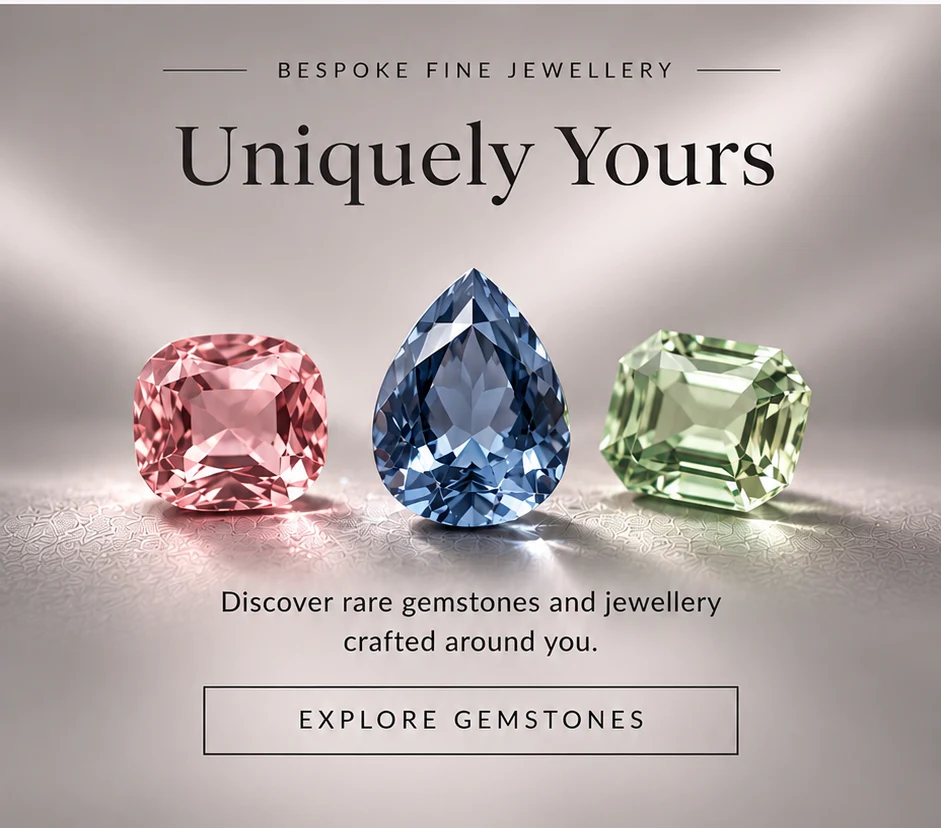 BESPOKE FINE JEWELLERY
Uniquely Yours
Discover rare gemstones and jewellery
crafted around you.
EXPLORE GEMSTONES